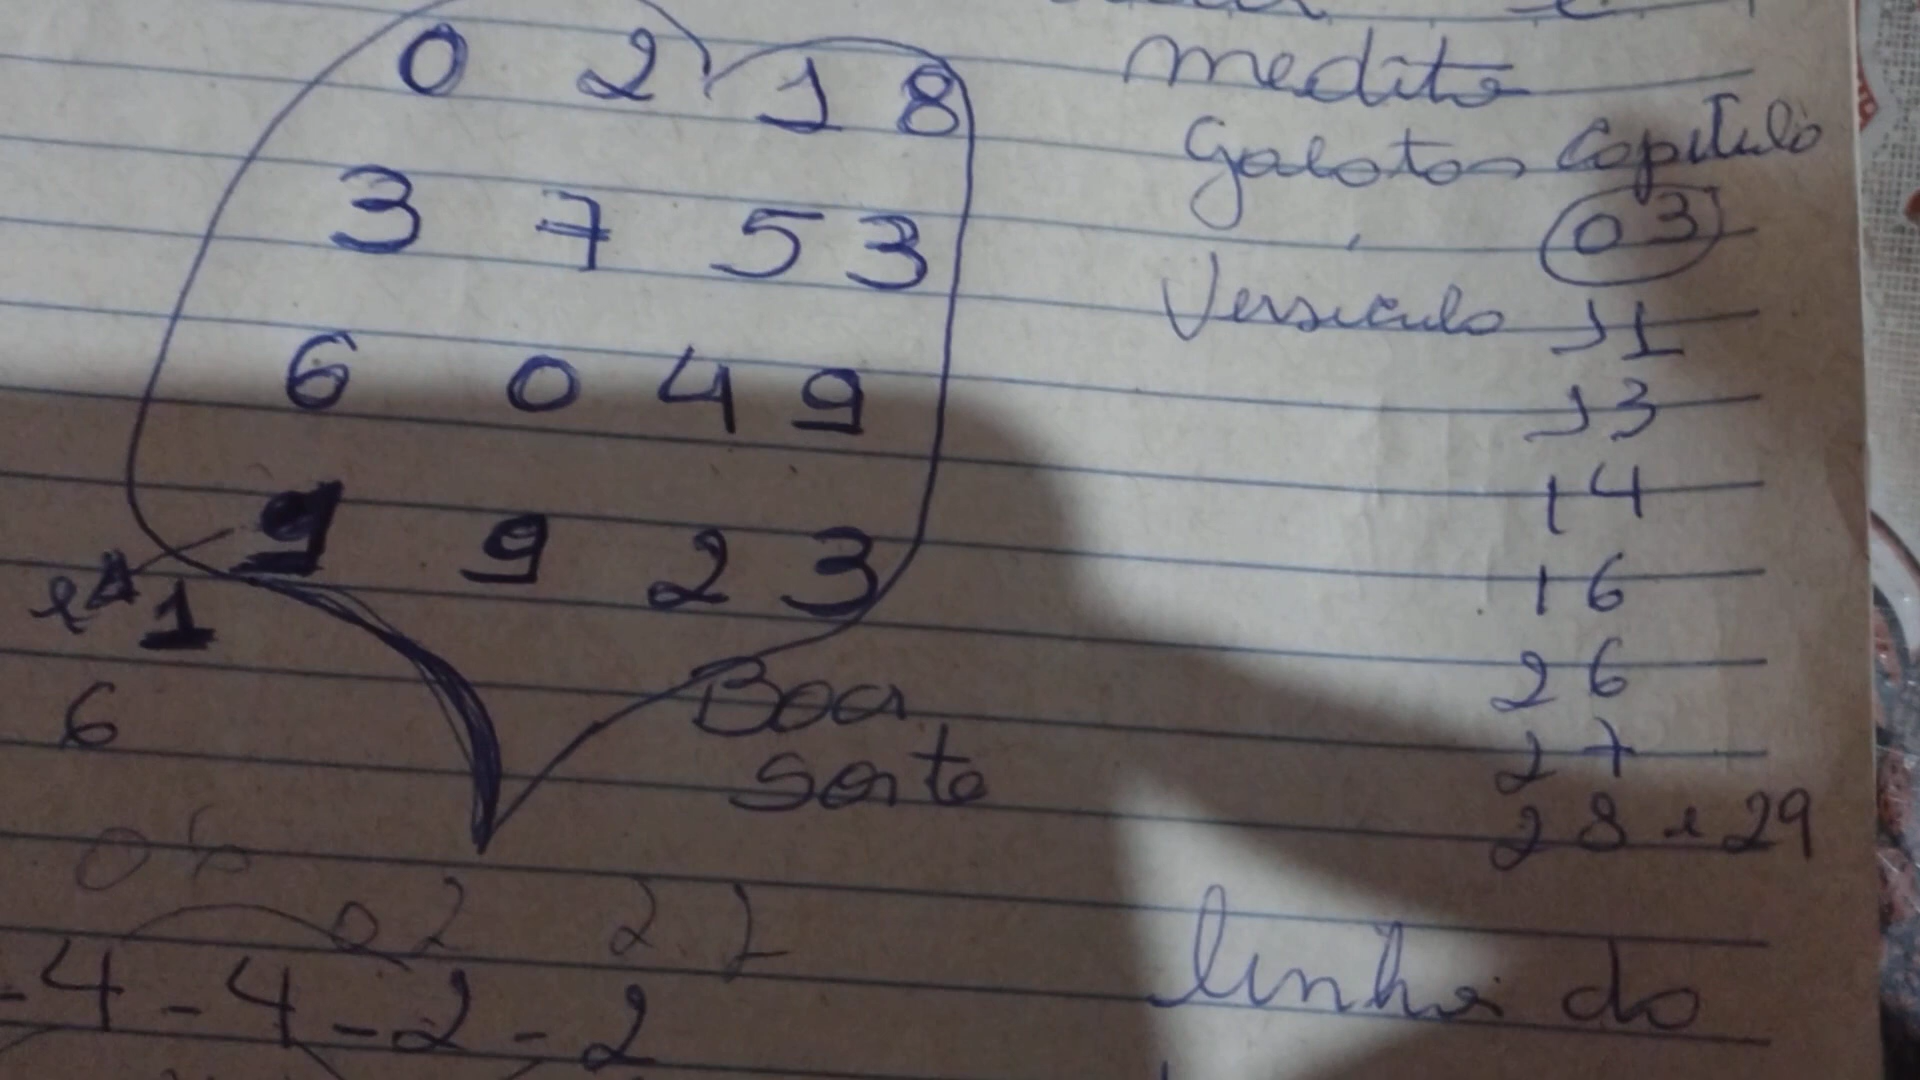 0 2 1 8
3 7 5 3
6 0 4 9
9 9 2 3
1
6
Boa
Sorte
02 22
-4-4-2-2
medito
Galatas Capitulo
03
Versiculo 11
13
14
16
26
27
28 e 29
linha do